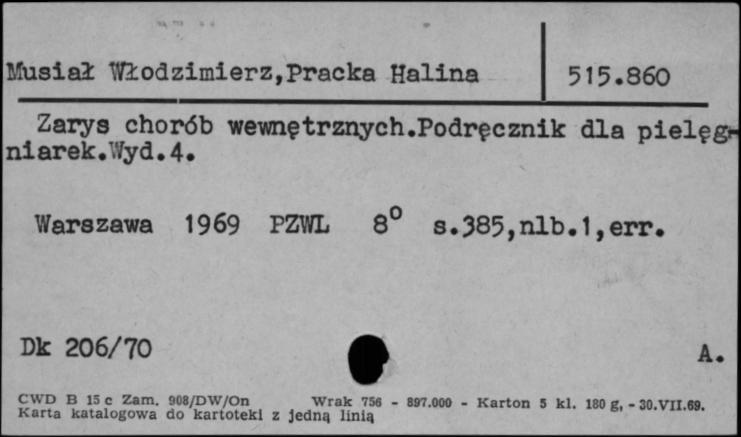 Musiał Włodzimierz,Pracka Halina 515.860
Zarys chorób wewnętrznych.Podręcznik dla pielęg-
niarek.Wyd.4.
Warszawa 1969 PZWL 8° s.385,nlb.1,err.
Dk 206/70 A.
CWD B 15 c Zam. 908/DW/On Wrak 756 - 897.000 - Karton 5 kl. 180 g, - 30.VII.69.
Karta katalogowa do kartoteki z jedną linią